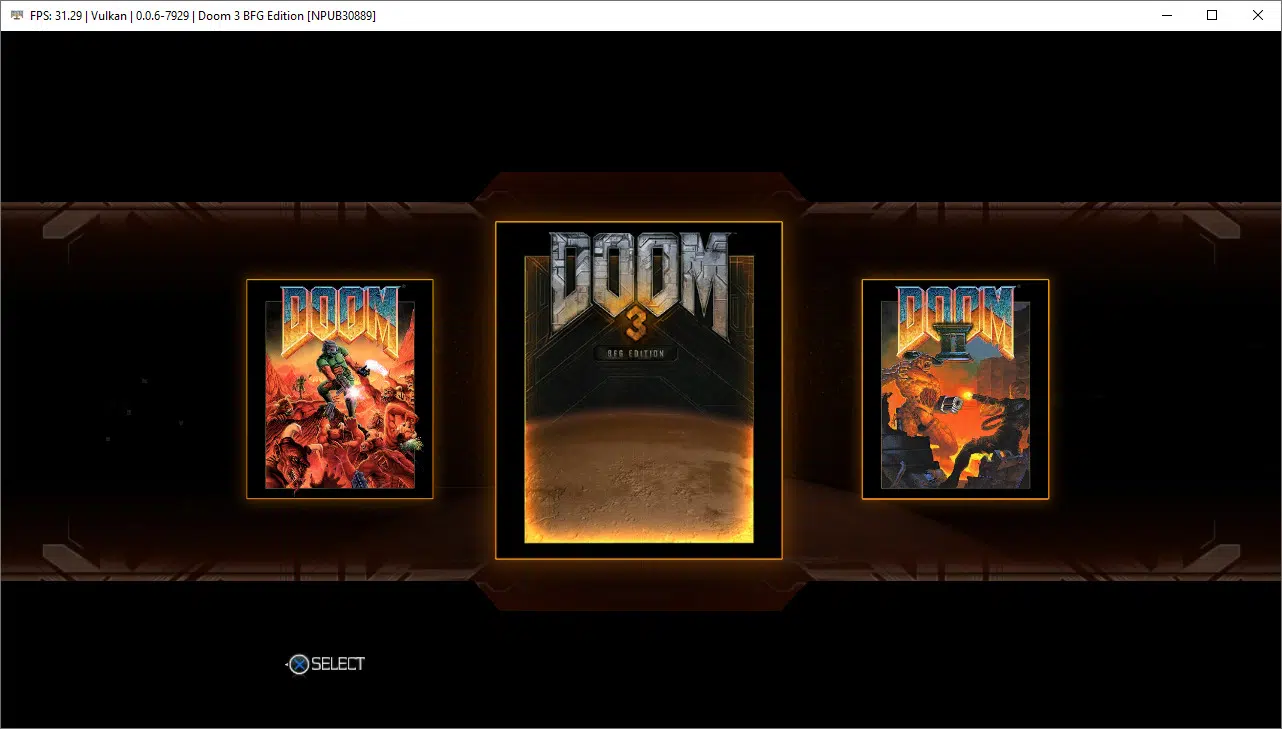 FPS: 31.29 | Vulkan | 0.0.6-7929 | Doom 3 BFG Edition [NPUB30889]
DOOM
3
BFG EDITION
DOOM
DOOM
II
SELECT